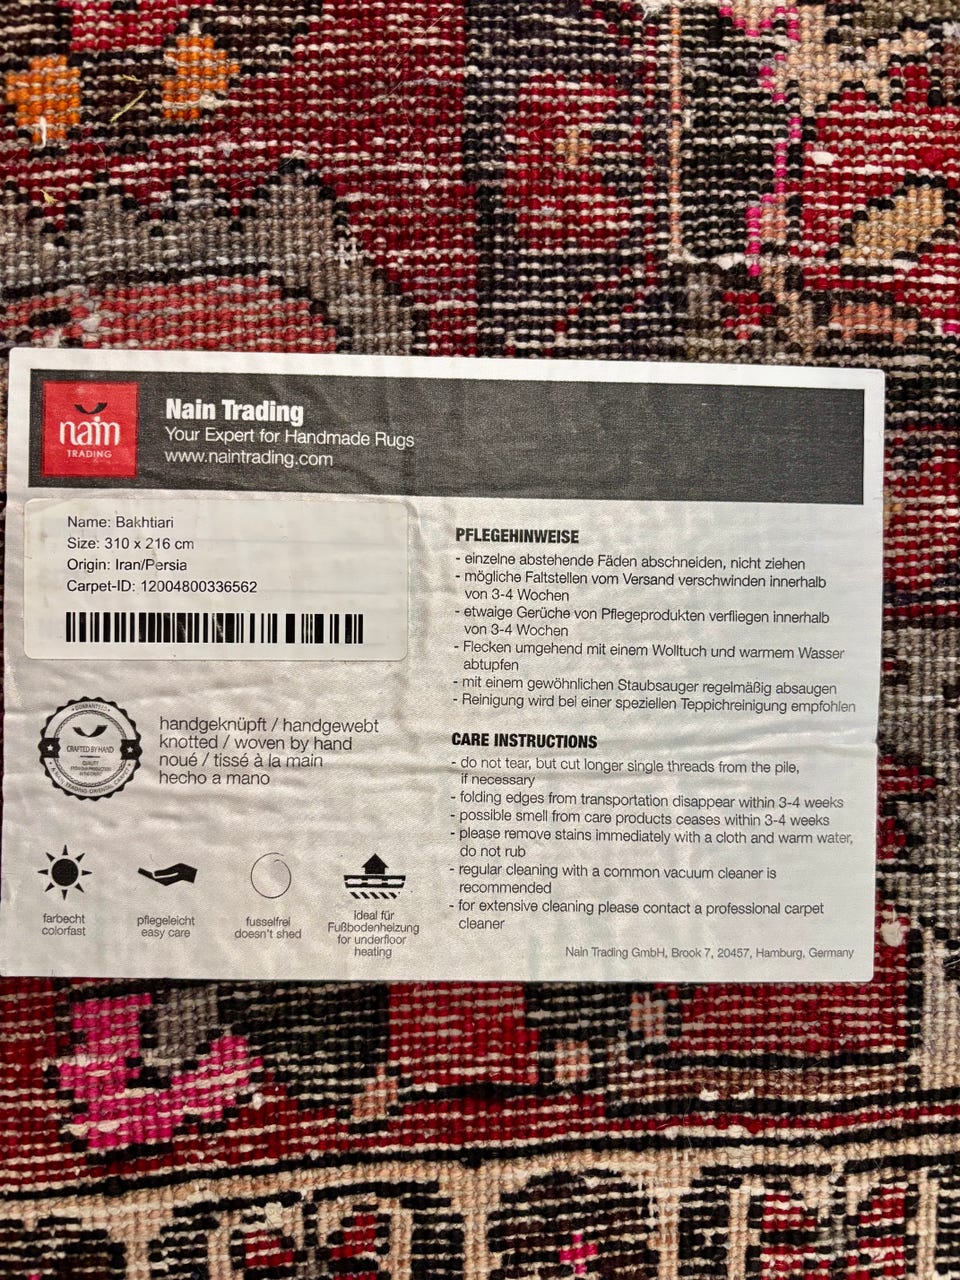 nain
TRADING
Nain Trading
Your Expert for Handmade Rugs
www.naintrading.com
Name: Bakhtiari
Size: 310 x 216 cm
Origin: Iran/Persia
Carpet-ID: 12004800336562
GUARANTEED
CRAFTED BY HAND
QUALITY
handgeknüpft / handgewebt
knotted / woven by hand
noué / tissé à la main
hecho a mano
farbecht
colorfast
pflegeleicht
easy care
fusselfrei
doesn't shed
Ideal für
Fußbodenheizung
for underfloor
heating
PFLEGEHINWEISE
- einzelne abstehende Fäden abschneiden, nicht ziehen
- mögliche Faltstellen vom Versand verschwinden innerhalb
von 3-4 Wochen
- etwaige Gerüche von Pflegeprodukten verfliegen innerhalb
von 3-4 Wochen
- Flecken umgehend mit einem Wolltuch und warmem Wasser
abtupfen
- mit einem gewöhnlichen Staubsauger regelmäßig absaugen
- Reinigung wird bei einer speziellen Teppichreinigung empfohlen
CARE INSTRUCTIONS
- do not tear, but cut longer single threads from the pile,
if necessary
- folding edges from transportation disappear within 3-4 weeks
- possible smell from care products ceases within 3-4 weeks
- please remove stains immediately with a cloth and warm water,
do not rub
- regular cleaning with a common vacuum cleaner is
recommended
- for extensive cleaning please contact a professional carpet
cleaner
Nain Trading GmbH, Brook 7, 20457, Hamburg, Germany